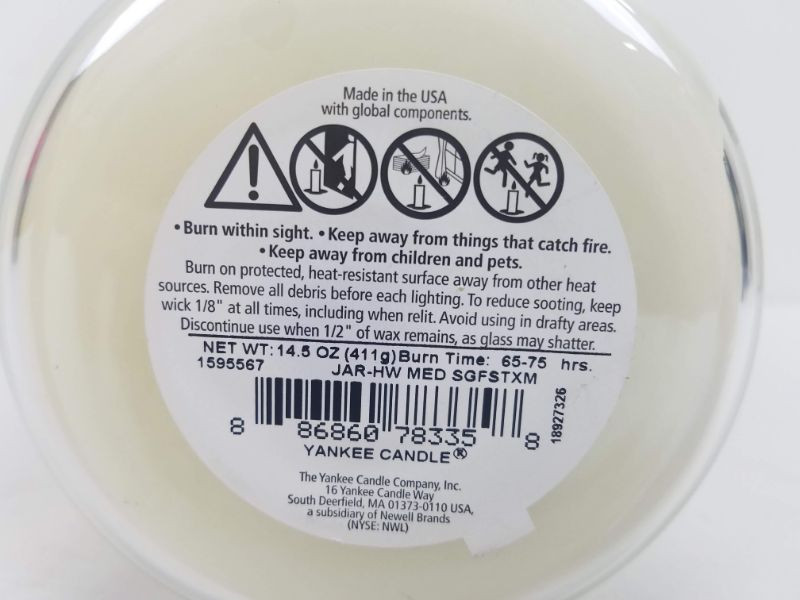 Made in the USA
with global components.
• Burn within sight. • Keep away from things that catch fire.
• Keep away from children and pets.
Burn on protected, heat-resistant surface away from other heat
sources. Remove all debris before each lighting. To reduce sooting, keep
wick 1/8" at all times, including when relit. Avoid using in drafty areas.
Discontinue use when 1/2" of wax remains, as glass may shatter.
NET WT: 14.5 OZ (411g) Burn Time: 65-75 hrs.
1595567 JAR-HW MED SGFSTXM
8 86860 78335 8
18927326
YANKEE CANDLE®
The Yankee Candle Company, Inc.
16 Yankee Candle Way
South Deerfield, MA 01373-0110 USA,
a subsidiary of Newell Brands
(NYSE: NWL)